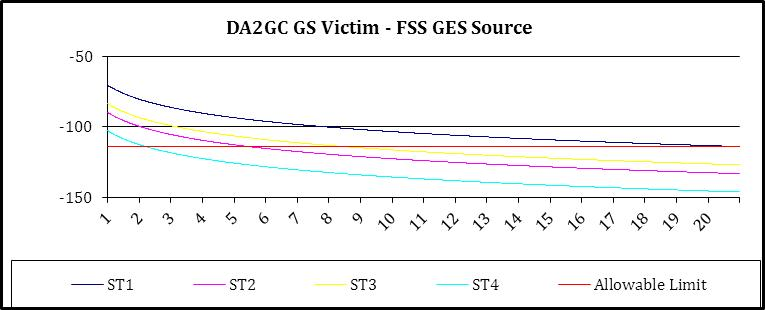 DA2GC GS Victim - FSS GES Source
-50
-100
-150
1 2 3 4 5 6 7 8 9 10 11 12 13 14 15 16 17 18 19 20
ST1 ST2 ST3 ST4 Allowable Limit